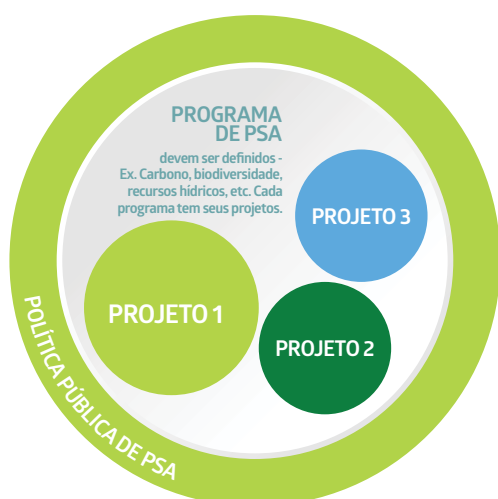 PROGRAMA
DE PSA
devem ser definidos -
Ex. Carbono, biodiversidade,
recursos hídricos, etc. Cada
programa tem seus projetos.
PROJETO 3
PROJETO 1
PROJETO 2
POLÍTICA PÚBLICA DE PSA